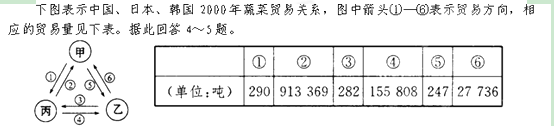 下图表示中国、日本、韩国2000年蔬菜贸易关系，图中箭头①—⑥表示贸易方向，相
应的贸易量见下表。据此回答4～5题。
甲
① ② ⑤ ⑥
丙 ③ 乙
④
① ② ③ ④ ⑤ ⑥
(单位:吨) 290 913 369 282 155 808 247 27 736